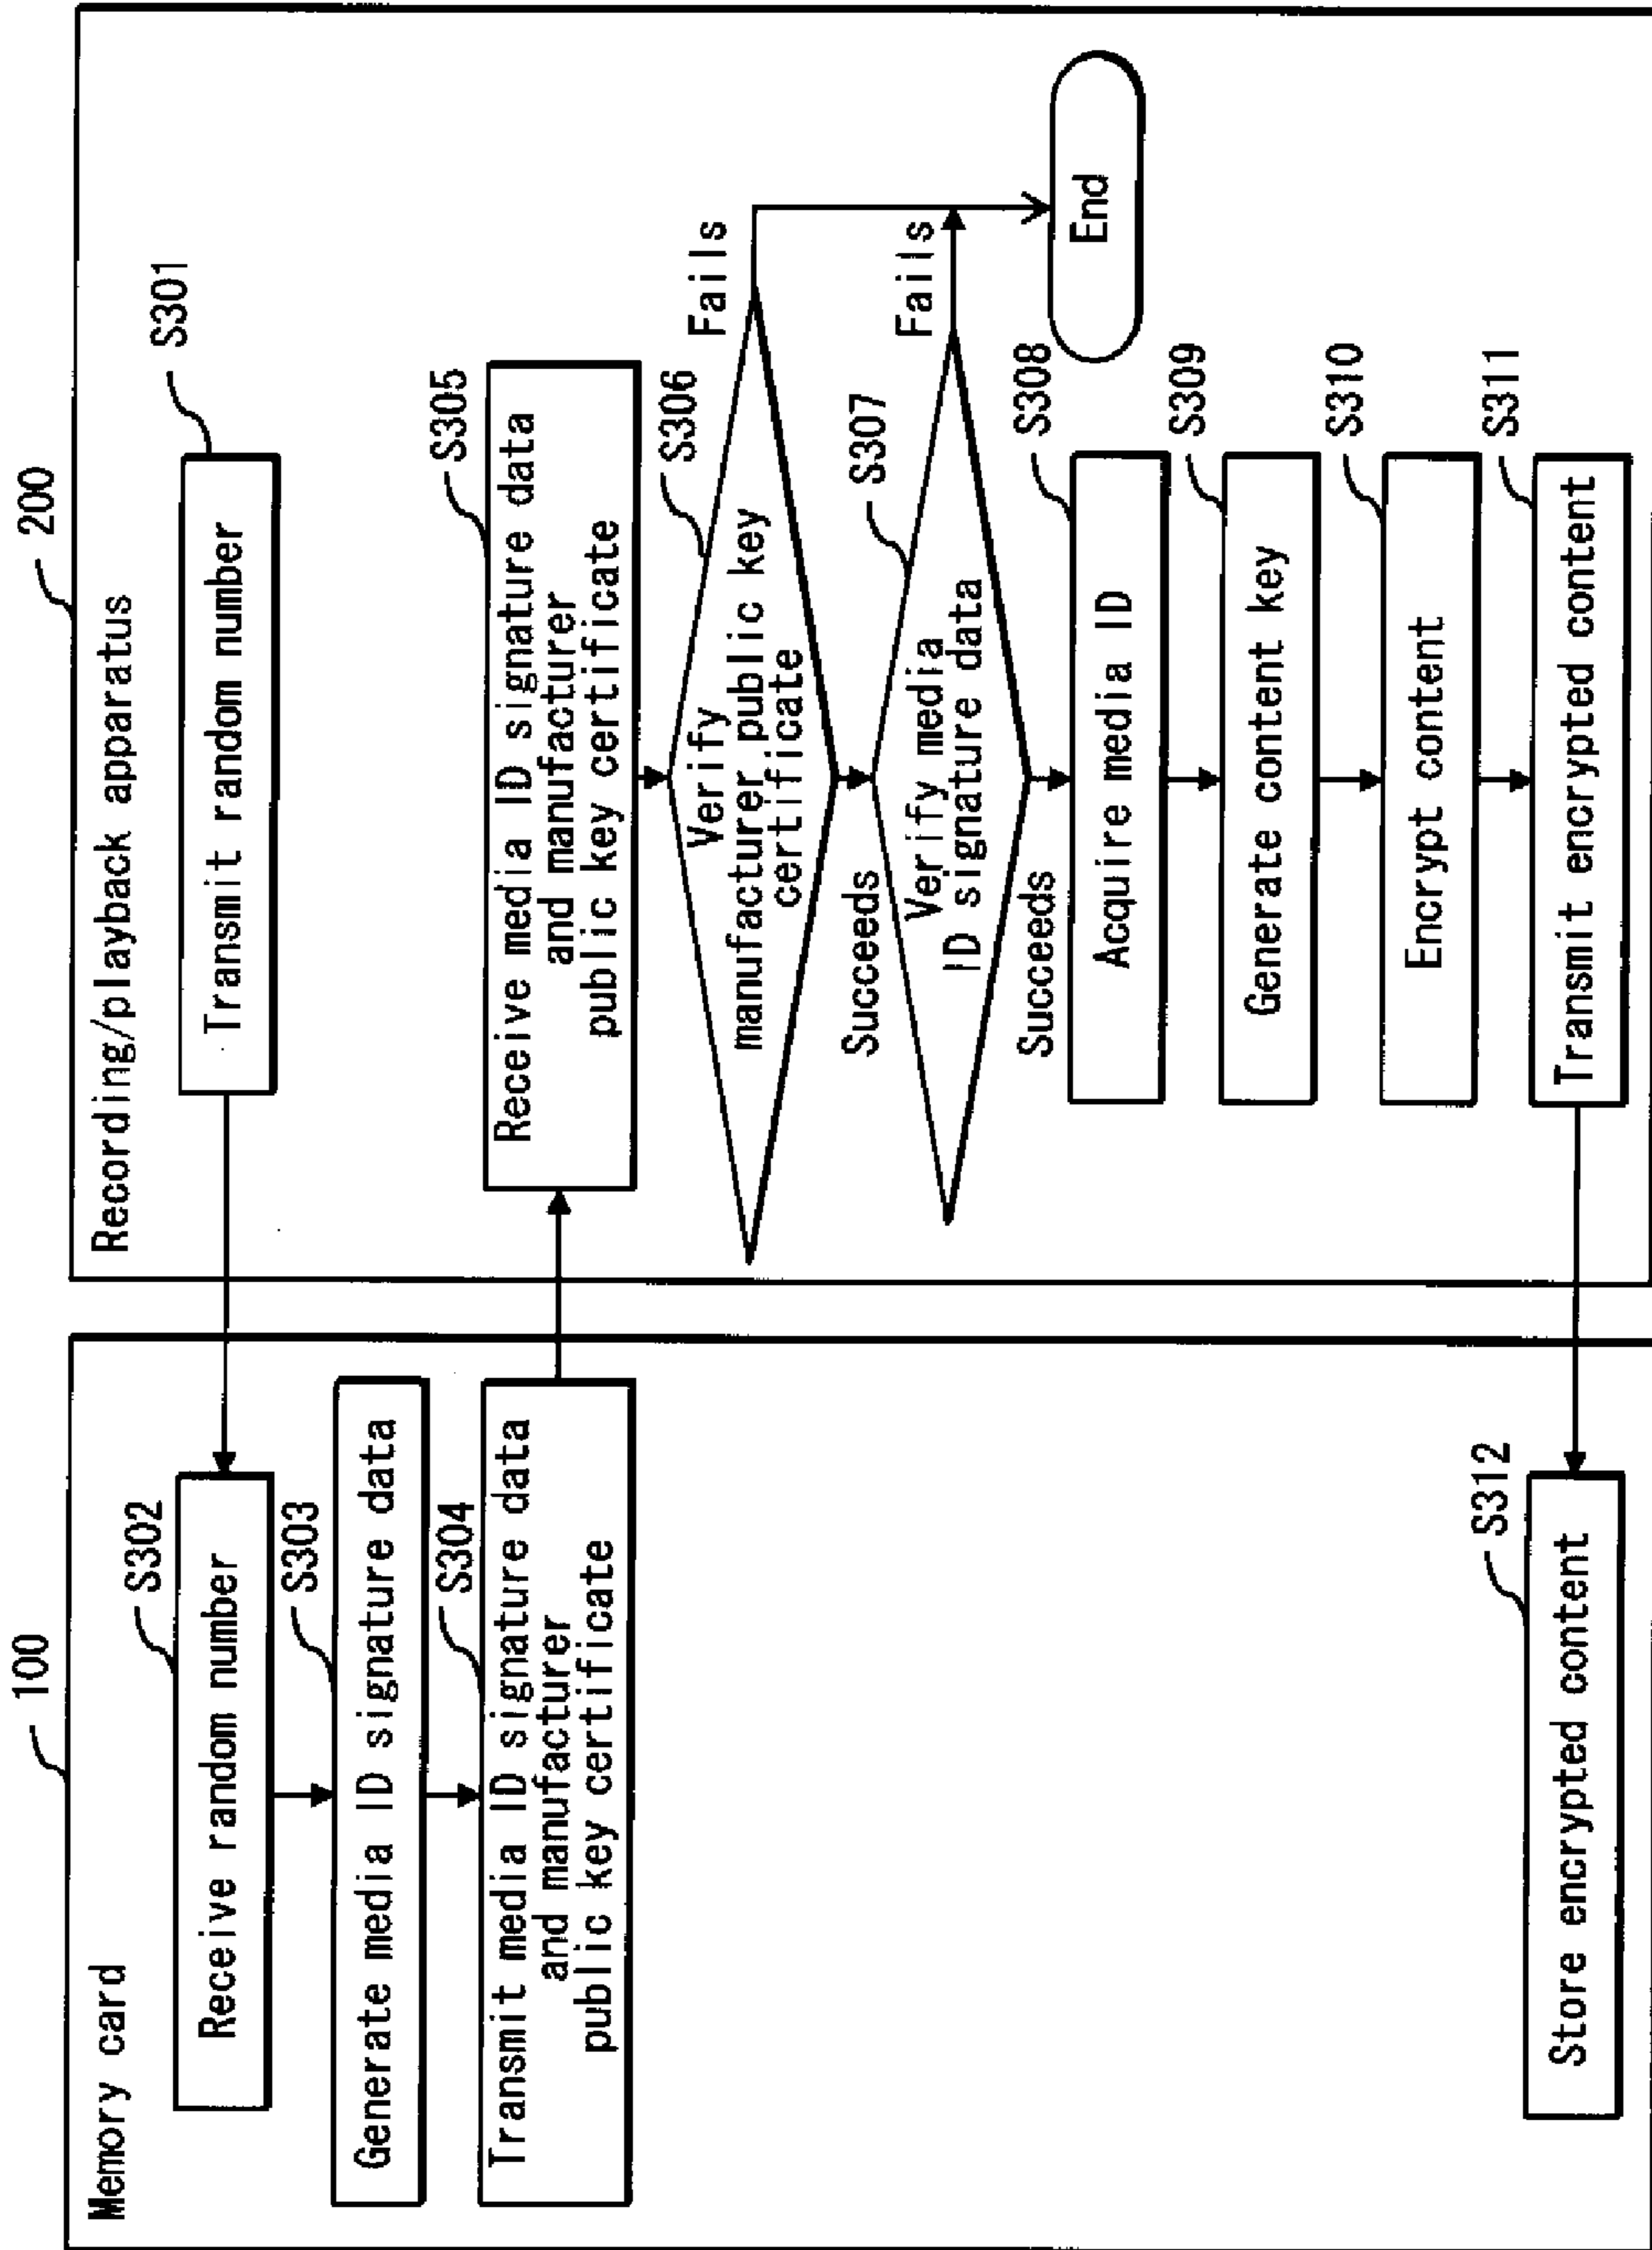 100
Memory card
S302
Receive random number
S303
Generate media ID signature data
S304
Transmit media ID signature data
and manufacturer
public key certificate
S312
Store encrypted content
200
Recording/playback apparatus
S301
Transmit random number
S305
Receive media ID signature data
and manufacturer
public key certificate
S306
Verify
manufacturer public key
certificate
Fails
Succeeds
S307
Verify media
ID signature data
Fails
Succeeds
End
S308
Acquire media ID
S309
Generate content key
S310
Encrypt content
S311
Transmit encrypted content